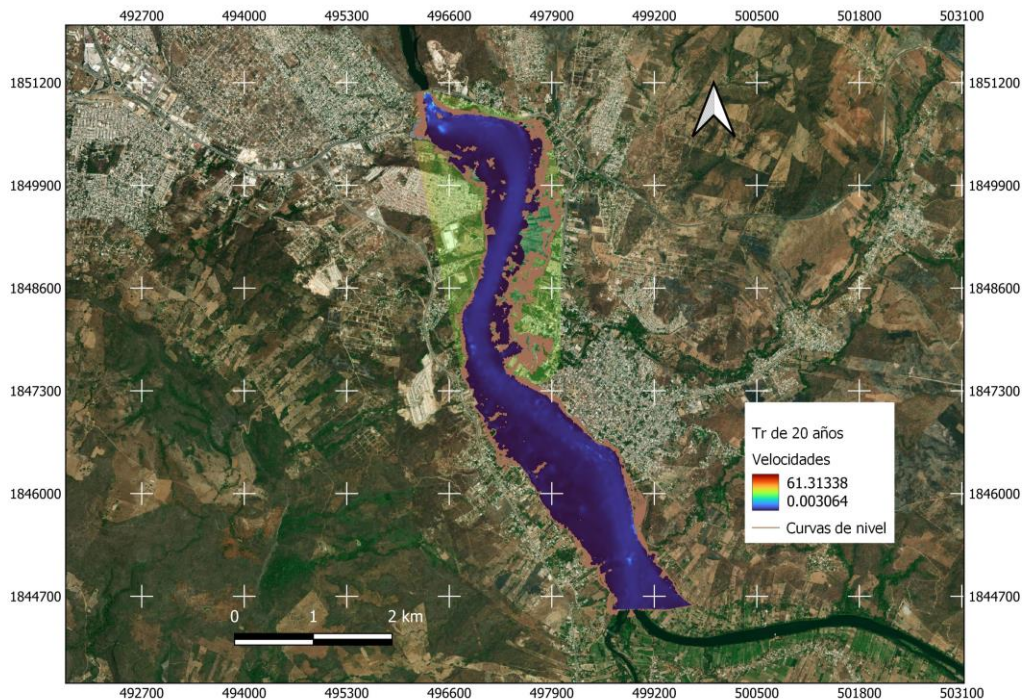 492700 494000 495300 496600 497900 499200 500500 501800 503100
1851200 1851200
1849900 1849900
1848600 1848600
1847300 1847300
Tr de 20 años
Velocidades
61.31338
0.003064
Curvas de nivel
1846000 1846000
1844700 1844700
0 1 2 km
492700 494000 495300 496600 497900 499200 500500 501800 503100